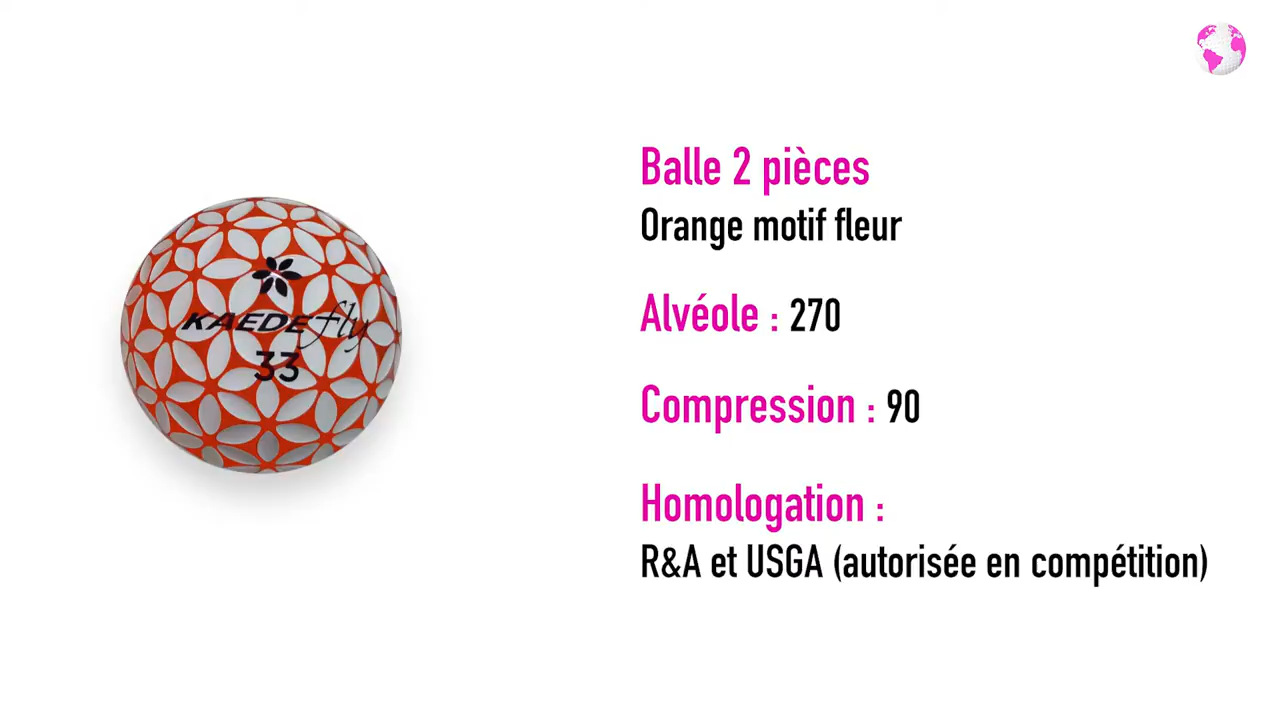 KAEDE fly
33
Balle 2 pièces
Orange motif fleur
Alvéole : 270
Compression : 90
Homologation :
R&A et USGA (autorisée en compétition)